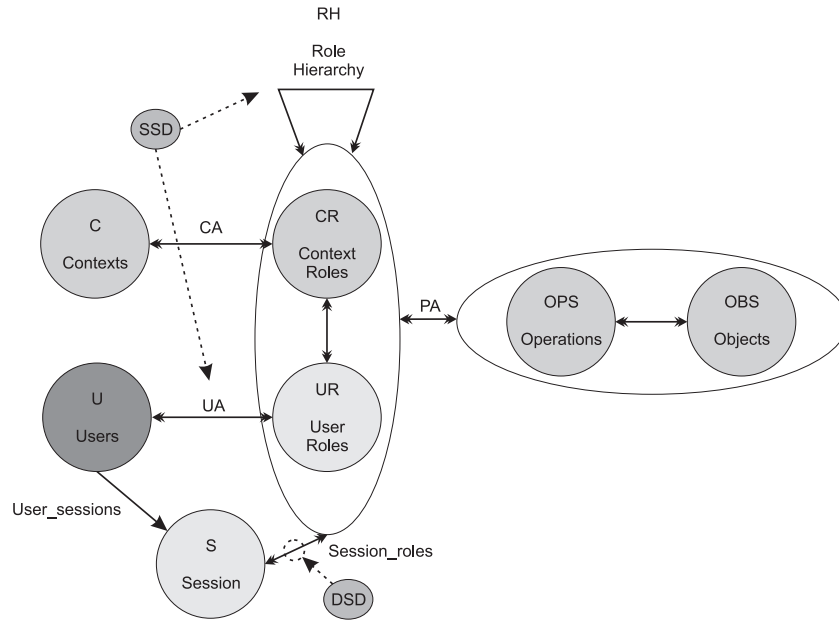 RH
Role
Hierarchy
SSD
C
Contexts
CA
CR
Context
Roles
PA
OPS
Operations
OBS
Objects
U
Users
UA
UR
User
Roles
User_sessions
S
Session
Session_roles
DSD